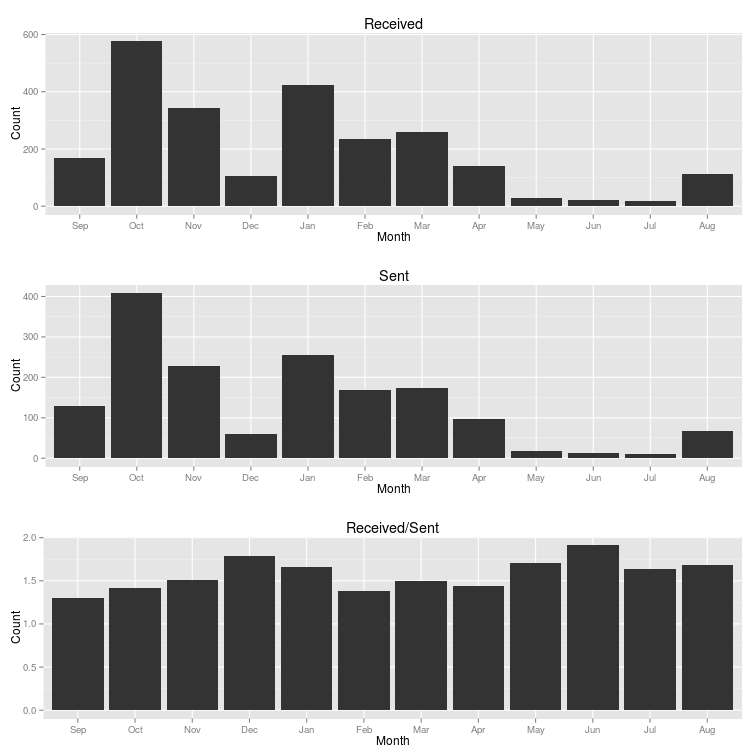 Received
600
400
200
0
Count
Sep Oct Nov Dec Jan Feb Mar Apr May Jun Jul Aug
Month
Sent
400
300
200
100
0
Count
Sep Oct Nov Dec Jan Feb Mar Apr May Jun Jul Aug
Month
Received/Sent
2.0
1.5
1.0
0.5
0.0
Count
Sep Oct Nov Dec Jan Feb Mar Apr May Jun Jul Aug
Month